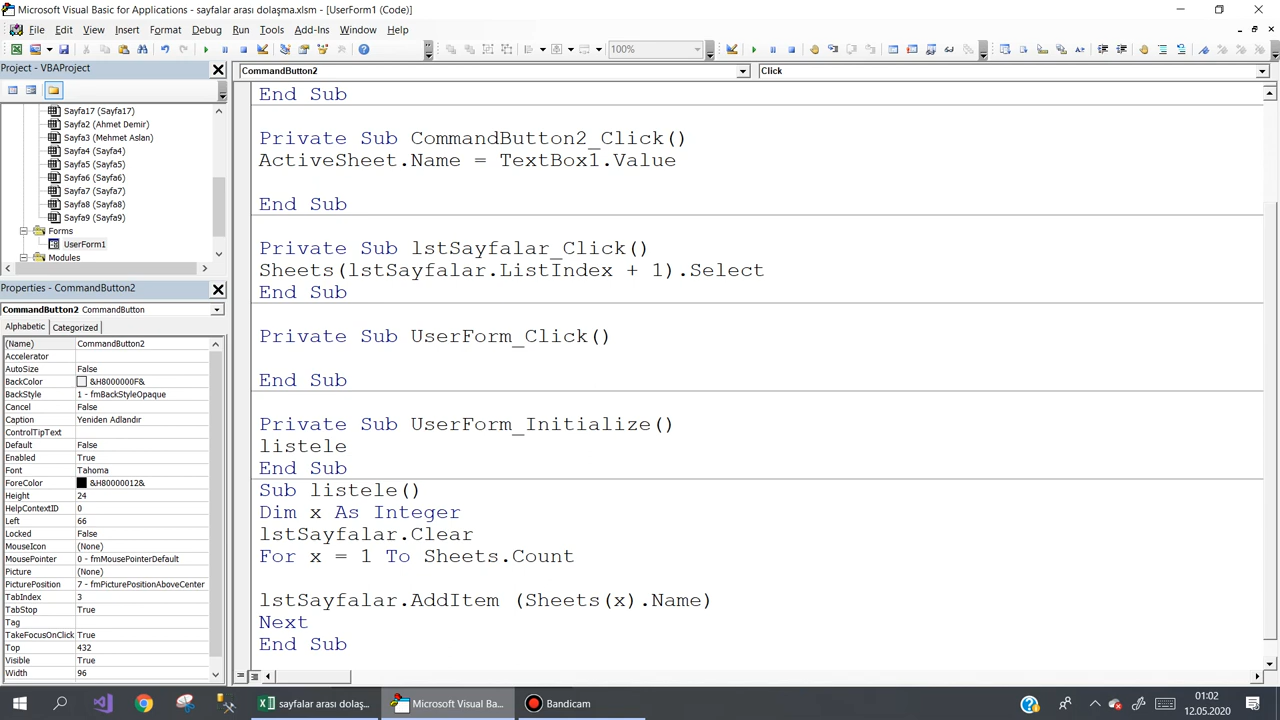 Microsoft Visual Basic for Applications - sayfalar arası dolaşma.xlsm - [UserForm1 (Code)]
File Edit View Insert Format Debug Run Tools Add-Ins Window Help
100%
Project - VBAProject
Sayfa17 (Sayfa17)
Sayfa2 (Ahmet Demir)
Sayfa3 (Mehmet Aslan)
Sayfa4 (Sayfa4)
Sayfa5 (Sayfa5)
Sayfa6 (Sayfa6)
Sayfa7 (Sayfa7)
Sayfa8 (Sayfa8)
Sayfa9 (Sayfa9)
Forms
UserForm1
Modules
Properties - CommandButton2
CommandButton2 CommandButton
Alphabetic Categorized
(Name) CommandButton2
Accelerator
AutoSize False
BackColor &H8000000F&
BackStyle 1 - fmBackStyleOpaque
Cancel False
Caption Yeniden Adlandır
ControlTipText
Default False
Enabled True
Font Tahoma
ForeColor &H80000012&
Height 24
HelpContextID 0
Left 66
Locked False
MouseIcon (None)
MousePointer 0 - fmMousePointerDefault
Picture (None)
PicturePosition 7 - fmPicturePositionAboveCenter
TabIndex 3
TabStop True
Tag
TakeFocusOnClick True
Top 432
Visible True
Width 96
CommandButton2 Click
End Sub
Private Sub CommandButton2_Click()
ActiveSheet.Name = TextBox1.Value
End Sub
Private Sub lstSayfalar_Click()
Sheets(lstSayfalar.ListIndex + 1).Select
End Sub
Private Sub UserForm_Click()
End Sub
Private Sub UserForm_Initialize()
listele
End Sub
Sub listele()
Dim x As Integer
lstSayfalar.Clear
For x = 1 To Sheets.Count
lstSayfalar.AddItem (Sheets(x).Name)
Next
End Sub
sayfalar arası dolaş...
Microsoft Visual Ba...
Bandicam
01:02
12.05.2020